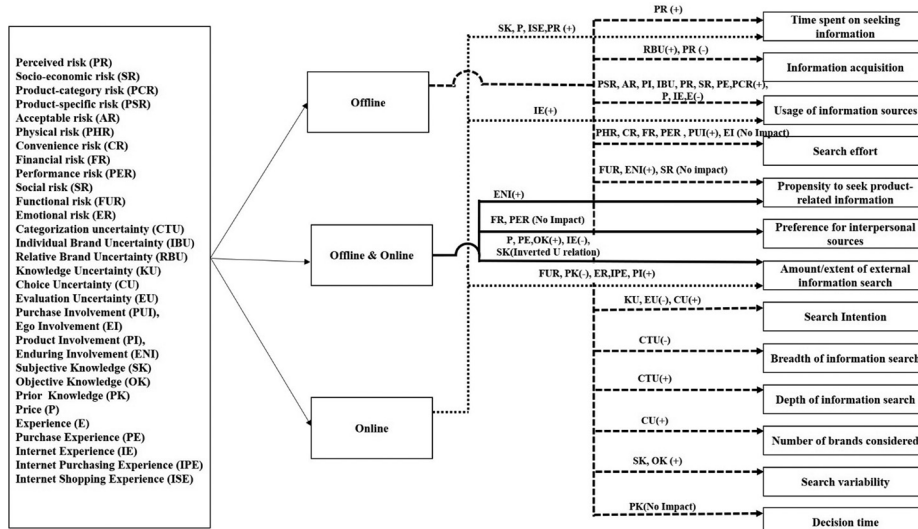 Perceived risk (PR)
Socio-economic risk (SR)
Product-category risk (PCR)
Product-specific risk (PSR)
Acceptable risk (AR)
Physical risk (PHR)
Convenience risk (CR)
Financial risk (FR)
Performance risk (PER)
Social risk (SR)
Functional risk (FUR)
Emotional risk (ER)
Categorization uncertainty (CTU)
Individual Brand Uncertainty (IBU)
Relative Brand Uncertainty (RBU)
Knowledge Uncertainty (KU)
Choice Uncertainty (CU)
Evaluation Uncertainty (EU)
Purchase Involvement (PUI),
Ego Involvement (EI)
Product Involvement (PI),
Enduring Involvement (ENI)
Subjective Knowledge (SK)
Objective Knowledge (OK)
Prior Knowledge (PK)
Price (P)
Experience (E)
Purchase Experience (PE)
Internet Experience (IE)
Internet Purchasing Experience (IPE)
Internet Shopping Experience (ISE)
Offline
Offline & Online
Online
SK, P, ISE,PR (+)
IE(+)
ENI(+)
FR, PER (No Impact)
P, PE,OK(+), IE(-),
SK(Inverted U relation)
FUR, PK(-), ER,IPE, PI(+)
PR (+)
RBU(+), PR (-)
PSR, AR, PI, IBU, PR, SR, PE,PCR(+),
P, IE,E(-)
PHR, CR, FR, PER , PUI(+), EI (No Impact)
FUR, ENI(+), SR (No impact)
KU, EU(-), CU(+)
CTU(-)
CTU(+)
CU(+)
SK, OK (+)
PK(No Impact)
Time spent on seeking
information
Information acquisition
Usage of information sources
Search effort
Propensity to seek product-
related information
Preference for interpersonal
sources
Amount/extent of external
information search
Search Intention
Breadth of information search
Depth of information search
Number of brands considered
Search variability
Decision time